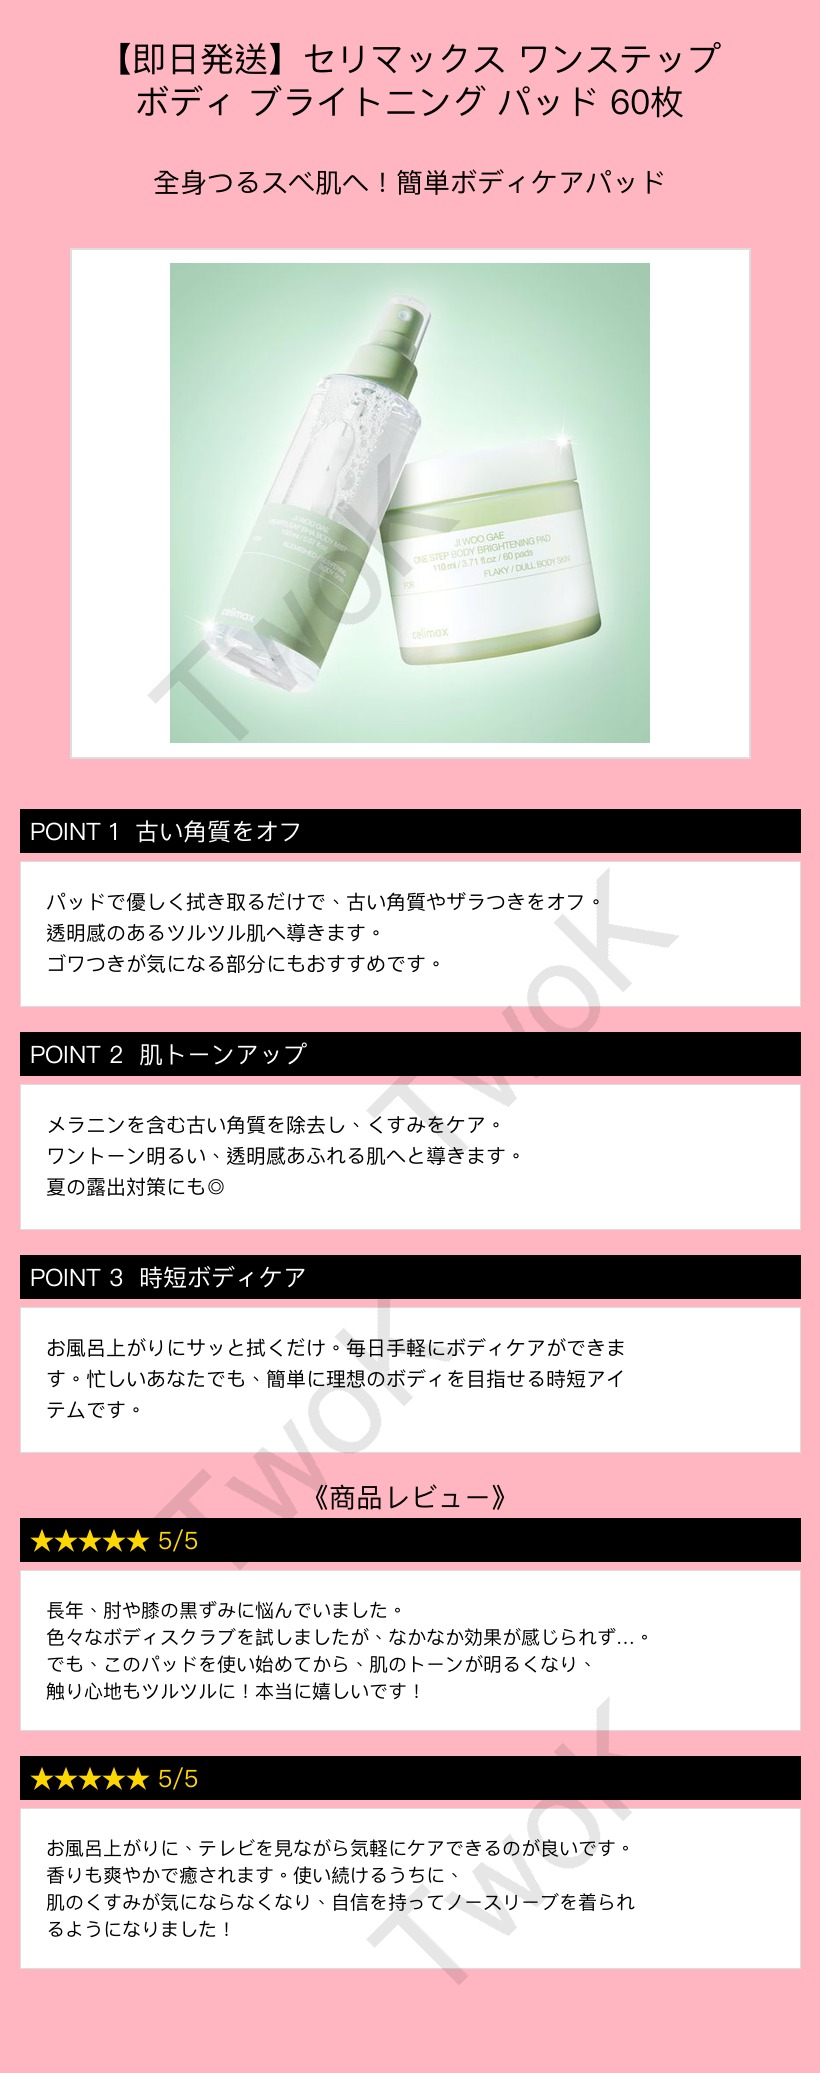 【即日発送】セリマックス ワンステップ
ボディ ブライトニング パッド 60枚
全身つるスベ肌へ！簡単ボディケアパッド
JI WOO GAE
JI WOO GAE
ONE STEP BODY BRIGHTENING PAD
110 ml / 3.71 fl.oz / 60 pads
FOR
FLAKY / DULL BODY SKIN
celimax
celimax
TwoK
POINT 1 古い角質をオフ
パッドで優しく拭き取るだけで、古い角質やザラつきをオフ。
透明感のあるツルツル肌へ導きます。
ゴワつきが気になる部分にもおすすめです。
TwoK
POINT 2 肌トーンアップ
メラニンを含む古い角質を除去し、くすみをケア。
ワントーン明るい、透明感あふれる肌へと導きます。
夏の露出対策にも◎
POINT 3 時短ボディケア
お風呂上がりにサッと拭くだけ。毎日手軽にボディケアができま
す。忙しいあなたでも、簡単に理想のボディを目指せる時短アイ
テムです。
TwoK
《商品レビュー》
★★★★★ 5/5
長年、肘や膝の黒ずみに悩んでいました。
色々なボディスクラブを試しましたが、なかなか効果が感じられず…。
でも、このパッドを使い始めてから、肌のトーンが明るくなり、
触り心地もツルツルに！本当に嬉しいです！
★★★★★ 5/5
お風呂上がりに、テレビを見ながら気軽にケアできるのが良いです。
香りも爽やかで癒されます。使い続けるうちに、
肌のくすみが気にならなくなり、自信を持ってノースリーブを着られ
るようになりました！
TwoK